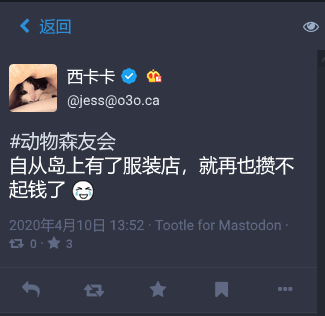 返回
西卡卡
@jess@o3o.ca
#动物森友会
自从岛上有了服装店，就再也攒不
起钱了 😂
2020年4月10日 13:52 · Tootle for Mastodon ·
0 · 3